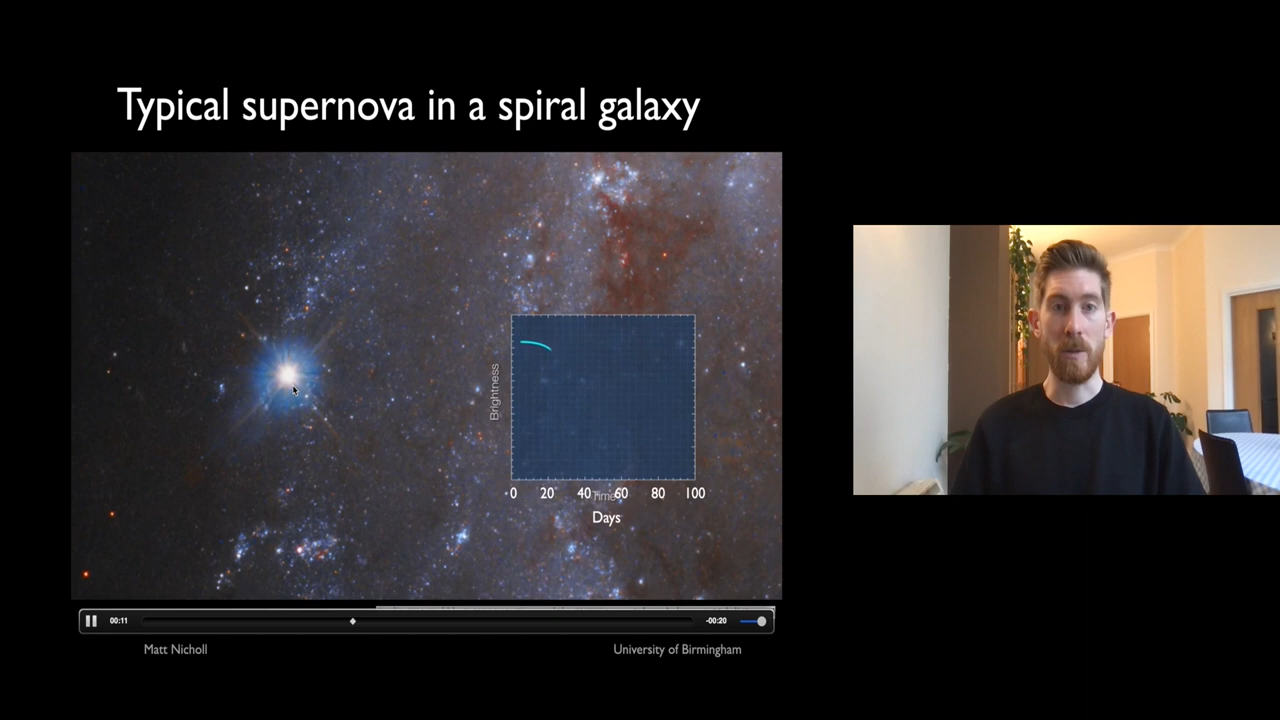 Typical supernova in a spiral galaxy
Brightness
0 20 40 60 80 100
Time
Days
00:11
-00:20
Matt Nicholl
University of Birmingham